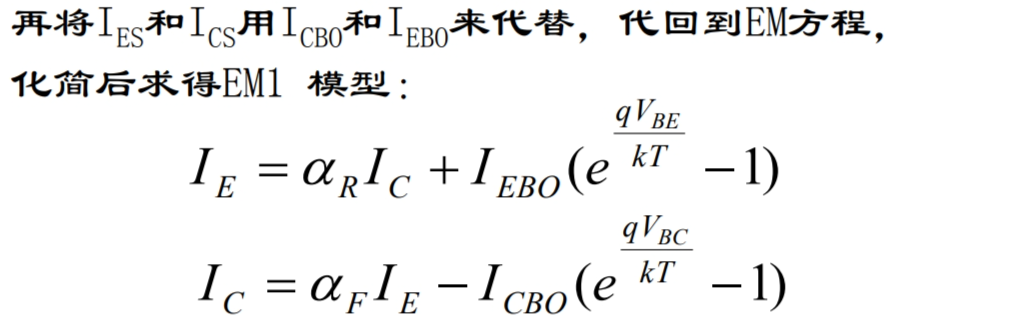 再将I_ES和I_CS用I_CBO和I_EBO来代替，代回到EM方程，
化简后求得EM1 模型：
I_E = α_R I_C + I_EBO(e^{qV_BE/kT} − 1)
I_C = α_F I_E − I_CBO(e^{qV_BC/kT} − 1)